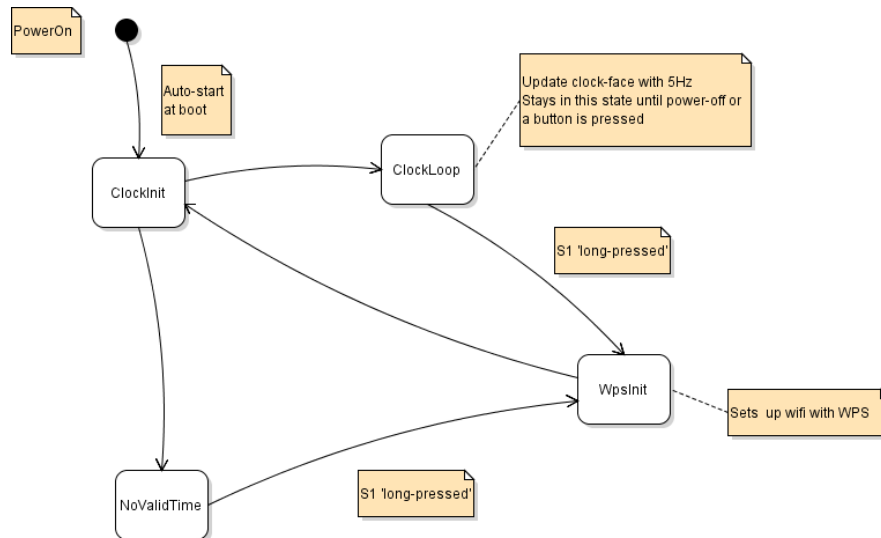 PowerOn
Auto-start
at boot
Update clock-face with 5Hz
Stays in this state until power-off or
a button is pressed
ClockInit
ClockLoop
S1 'long-pressed'
WpsInit
Sets  up wifi with WPS
NoValidTime
S1 'long-pressed'